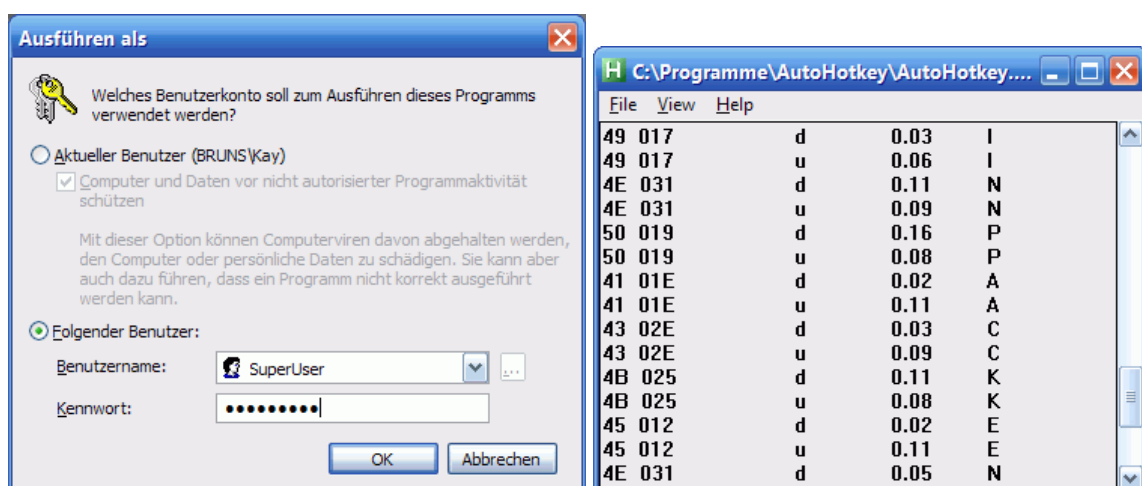 Ausführen als
Welches Benutzerkonto soll zum Ausführen dieses Programms
verwendet werden?
Aktueller Benutzer (BRUNS\Kay)
Computer und Daten vor nicht autorisierter Programmaktivität
schützen
Mit dieser Option können Computerviren davon abgehalten werden,
den Computer oder persönliche Daten zu schädigen. Sie kann aber
auch dazu führen, dass ein Programm nicht korrekt ausgeführt
werden kann.
Folgender Benutzer:
Benutzername: SuperUser ...
Kennwort: •••••••••
OK Abbrechen
C:\Programme\AutoHotkey\AutoHotkey....
File View Help
49 017 d 0.03 I
49 017 u 0.06 I
4E 031 d 0.11 N
4E 031 u 0.09 N
50 019 d 0.16 P
50 019 u 0.08 P
41 01E d 0.02 A
41 01E u 0.11 A
43 02E d 0.03 C
43 02E u 0.09 C
4B 025 d 0.11 K
4B 025 u 0.08 K
45 012 d 0.02 E
45 012 u 0.11 E
4E 031 d 0.05 N